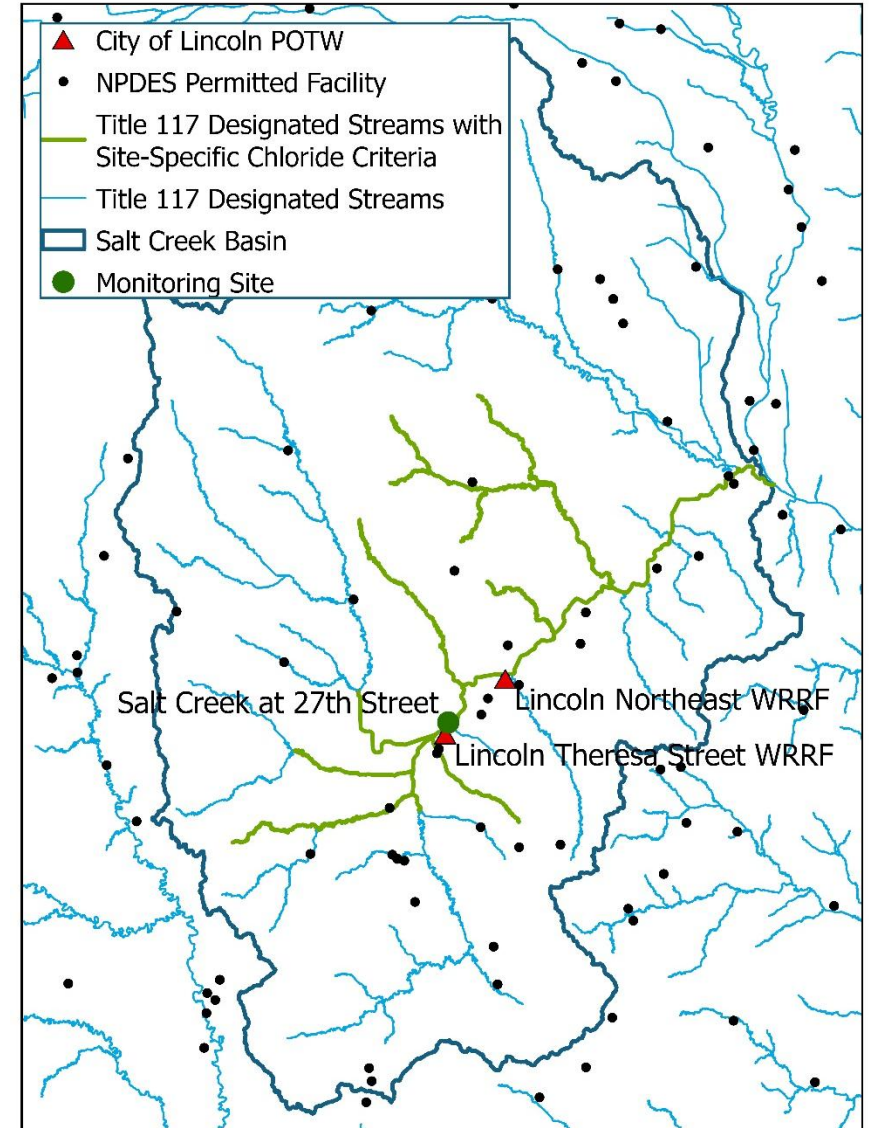 City of Lincoln POTW
NPDES Permitted Facility
Title 117 Designated Streams with
Site-Specific Chloride Criteria
Title 117 Designated Streams
Salt Creek Basin
Monitoring Site
Salt Creek at 27th Street
Lincoln Northeast WRRF
Lincoln Theresa Street WRRF